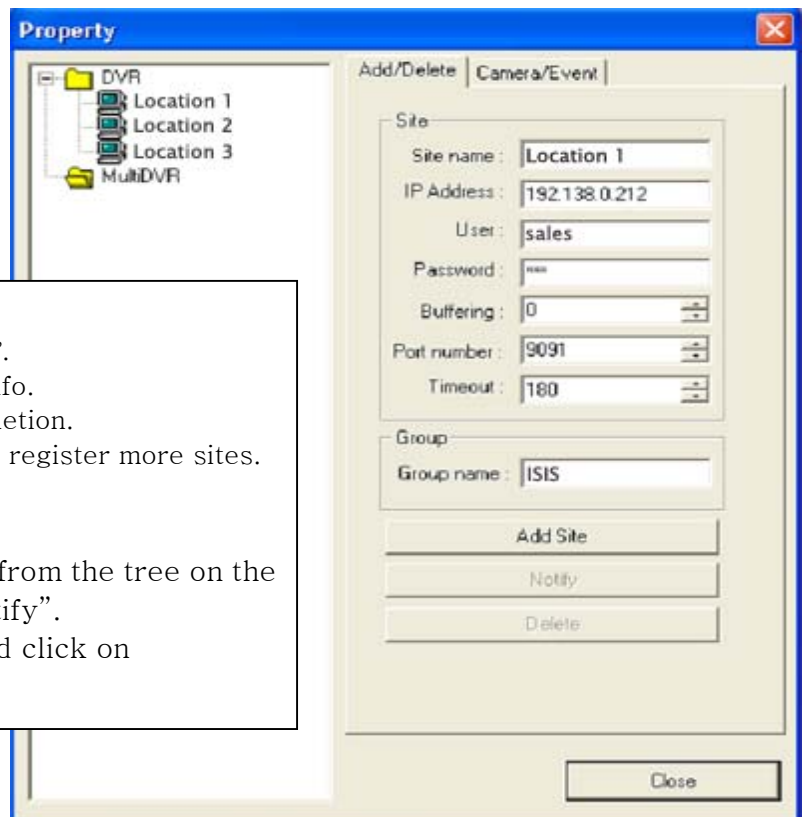 Property
DVR
Location 1
Location 2
Location 3
MultiDVR
”.
fo.
etion.
register more sites.
from the tree on the
ify”.
d click on
Add/Delete
Camera/Event
Site
Site name : Location 1
IP Address : 192.138.0.212
User : sales
Password : ****
Buffering : 0
Port number : 9091
Timeout : 180
Group
Group name : ISIS
Add Site
Notify
Delete
Close